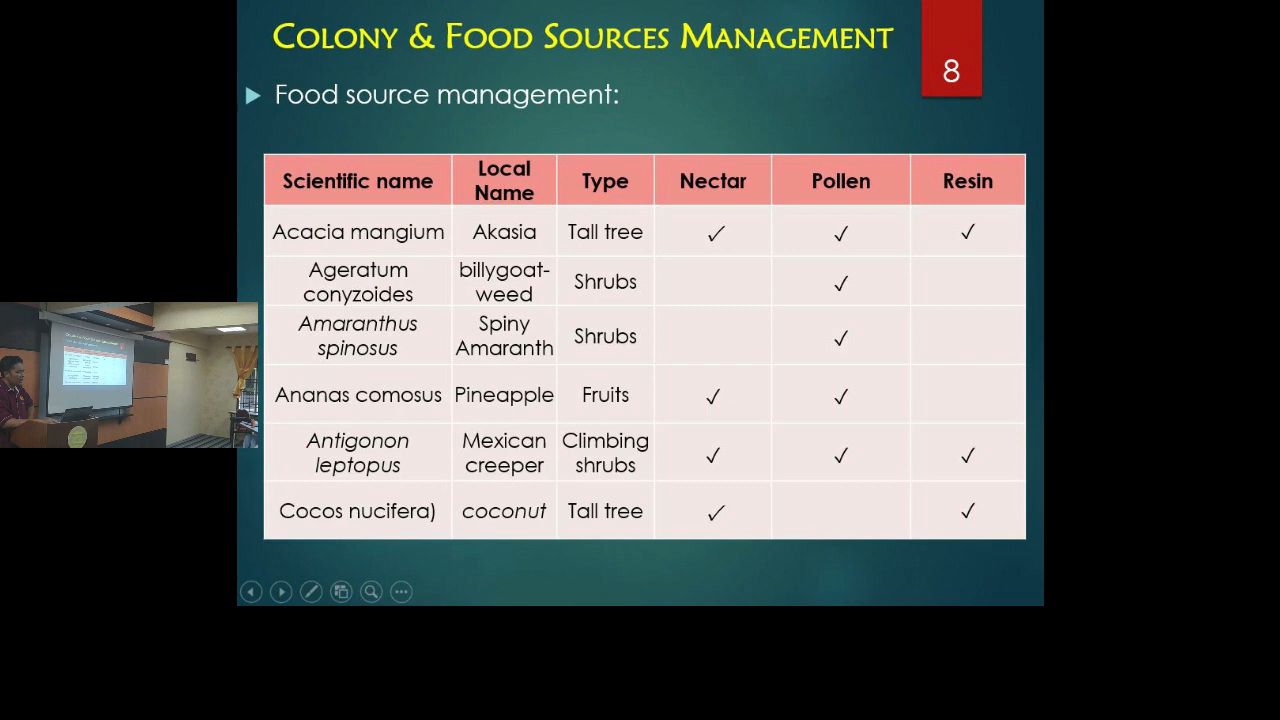 COLONY & FOOD SOURCES MANAGEMENT
8
Food source management:
Scientific name Local Name Type Nectar Pollen Resin
Acacia mangium Akasia Tall tree ✓ ✓ ✓
Ageratum conyzoides billygoat-weed Shrubs ✓
Amaranthus spinosus Spiny Amaranth Shrubs ✓
Ananas comosus Pineapple Fruits ✓ ✓
Antigonon leptopus Mexican creeper Climbing shrubs ✓ ✓ ✓
Cocos nucifera) coconut Tall tree ✓ ✓